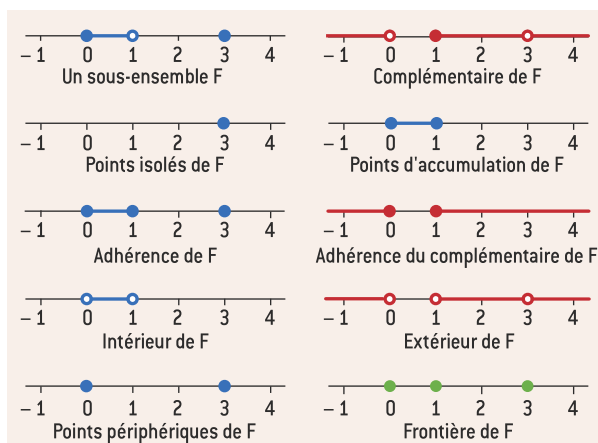 – 1 0 1 2 3 4
Un sous-ensemble F
– 1 0 1 2 3 4
Complémentaire de F
– 1 0 1 2 3 4
Points isolés de F
– 1 0 1 2 3 4
Points d'accumulation de F
– 1 0 1 2 3 4
Adhérence de F
– 1 0 1 2 3 4
Adhérence du complémentaire de F
– 1 0 1 2 3 4
Intérieur de F
– 1 0 1 2 3 4
Extérieur de F
– 1 0 1 2 3 4
Points périphériques de F
– 1 0 1 2 3 4
Frontière de F